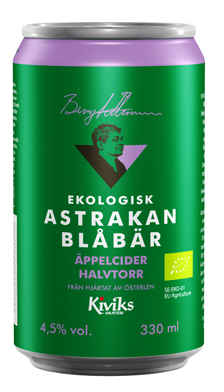 EKOLOGISK
ASTRAKAN
BLÅBÄR
ÄPPELCIDER
HALVTORR
FRÅN HJÄRTAT AV ÖSTERLEN
Kiviks
MUSTERI
SE-EKO-01
EU Agriculture
4,5% vol.
330 ml